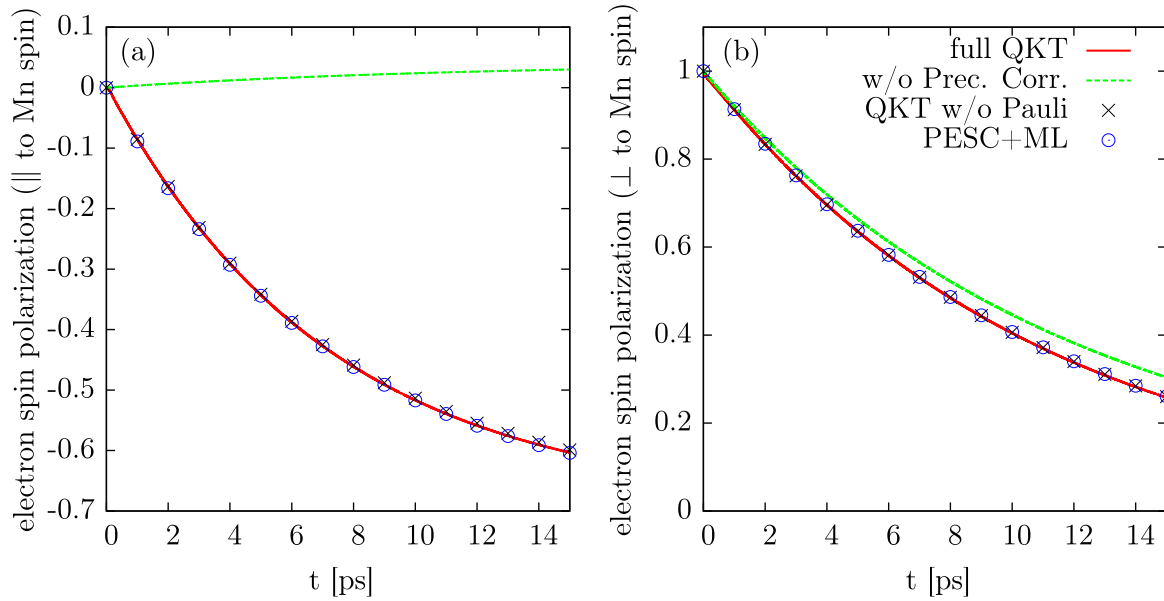 electron spin polarization (|| to Mn spin)
(a)
0.1
0
-0.1
-0.2
-0.3
-0.4
-0.5
-0.6
-0.7
0 2 4 6 8 10 12 14
t [ps]
electron spin polarization (⊥ to Mn spin)
(b)
full QKT
w/o Prec. Corr.
QKT w/o Pauli
PESC+ML
1
0.8
0.6
0.4
0.2
0
0 2 4 6 8 10 12 14
t [ps]